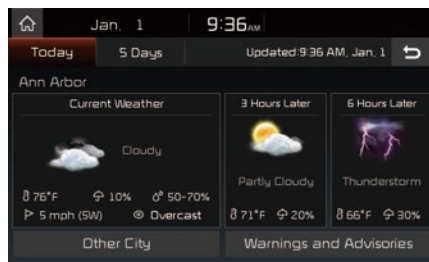 Jan. 1 9:36 AM
Today 5 Days Updated 9:36 AM, Jan. 1
Ann Arbor
Current Weather 3 Hours Later 6 Hours Later
Cloudy
Partly Cloudy Thunderstorm
76°F 10% 50-70%
5 mph (SW) Overcast 71°F 20% 66°F 30%
Other City Warnings and Advisories